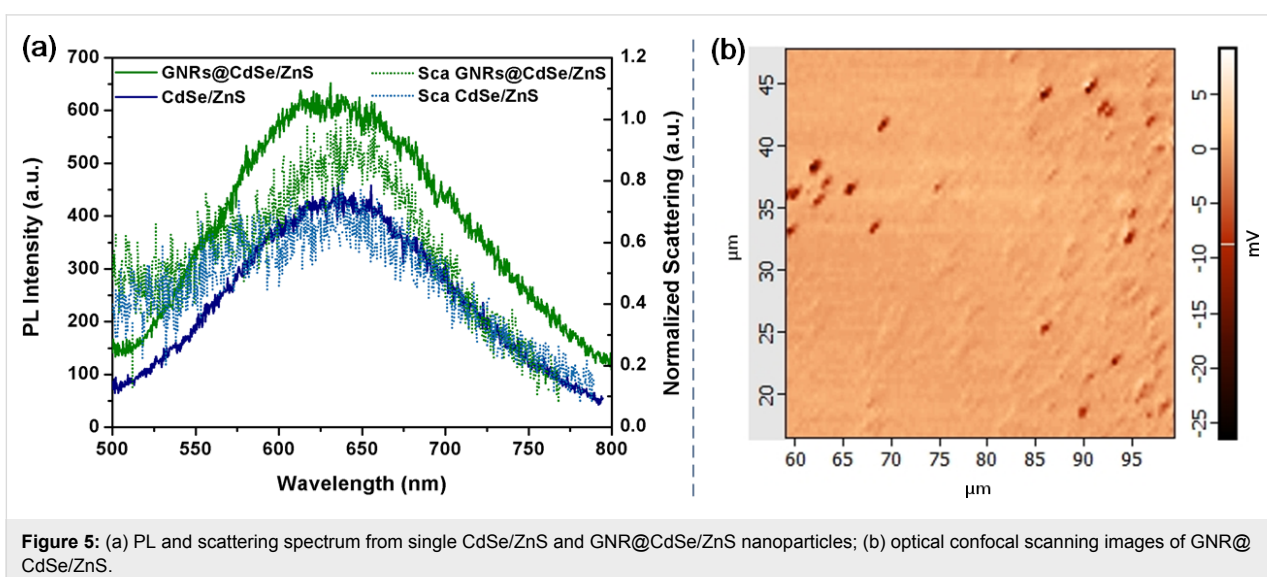 (a)
700
600
500
400
300
200
100
0
PL Intensity (a.u.)
GNRs@CdSe/ZnS
CdSe/ZnS
Sca GNRs@CdSe/ZnS
Sca CdSe/ZnS
1.2
1.0
0.8
0.6
0.4
0.2
0.0
Normalized Scattering (a.u.)
500 550 600 650 700 750 800
Wavelength (nm)
(b)
45
40
35
30
25
20
µm
60 65 70 75 80 85 90 95
µm
5
0
-5
-10
-15
-20
-25
mV
Figure 5: (a) PL and scattering spectrum from single CdSe/ZnS and GNR@CdSe/ZnS nanoparticles; (b) optical confocal scanning images of GNR@
CdSe/ZnS.